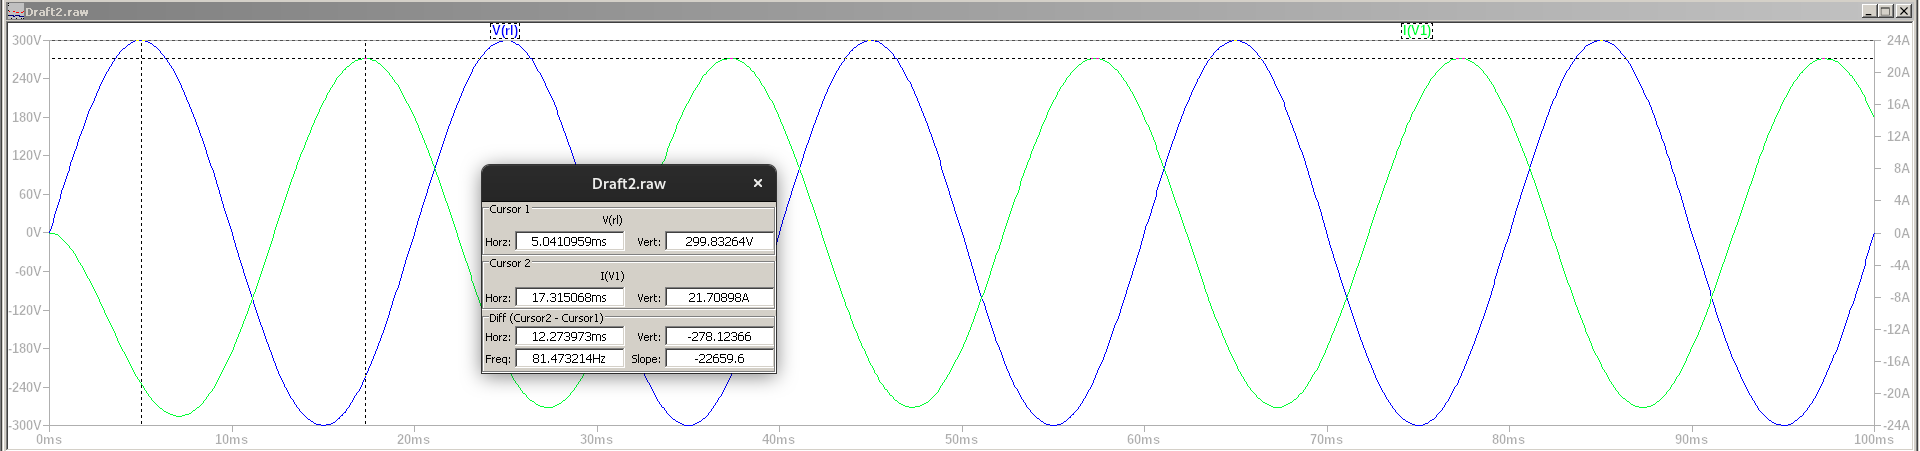 Draft2.raw
V(rl) I(V1)
300V 24A
240V 20A
180V 16A
12A
120V 8A
60V 4A
0V 0A
-4A
-60V -8A
-120V -12A
-180V -16A
-240V -20A
-300V -24A
0ms 10ms 20ms 30ms 40ms 50ms 60ms 70ms 80ms 90ms 100ms
Draft2.raw ×
Cursor 1
V(rl)
Horz: 5.0410959ms Vert: 299.83264V
Cursor 2
I(V1)
Horz: 17.315068ms Vert: 21.70898A
Diff (Cursor2 - Cursor1)
Horz: 12.273973ms Vert: -278.12366
Freq: 81.473214Hz Slope: -22659.6